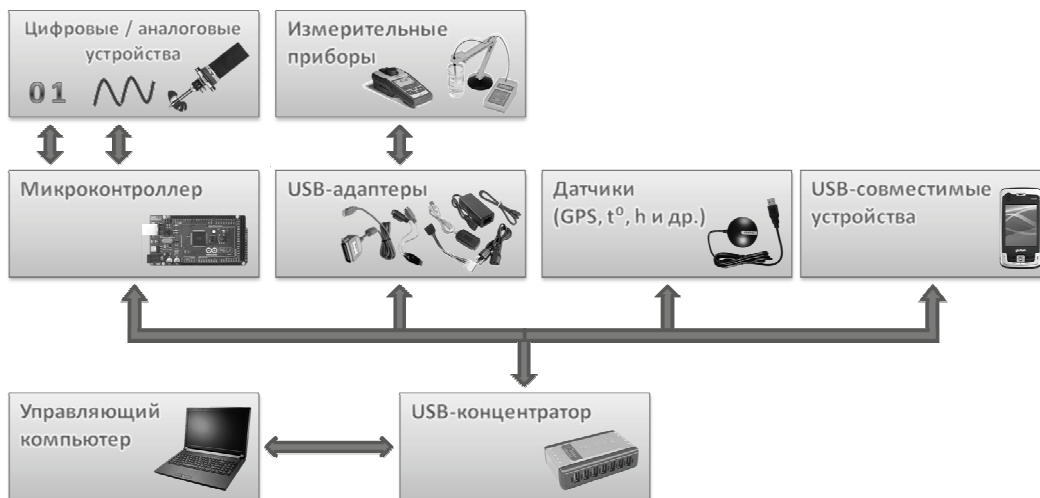 Цифровые / аналоговые
устройства
01
Измерительные
приборы
Микроконтроллер
USB-адаптеры
Датчики
(GPS, t⁰, h и др.)
USB-совместимые
устройства
Управляющий
компьютер
USB-концентратор